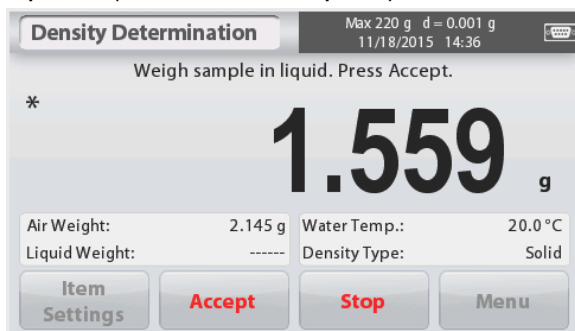 Density Determination
Max 220 g d = 0.001 g
11/18/2015 14:36
Weigh sample in liquid. Press Accept.
*
1.559 g
Air Weight: 2.145 g Water Temp.: 20.0°C
Liquid Weight: ------ Density Type: Solid
Item
Settings
Accept
Stop
Menu